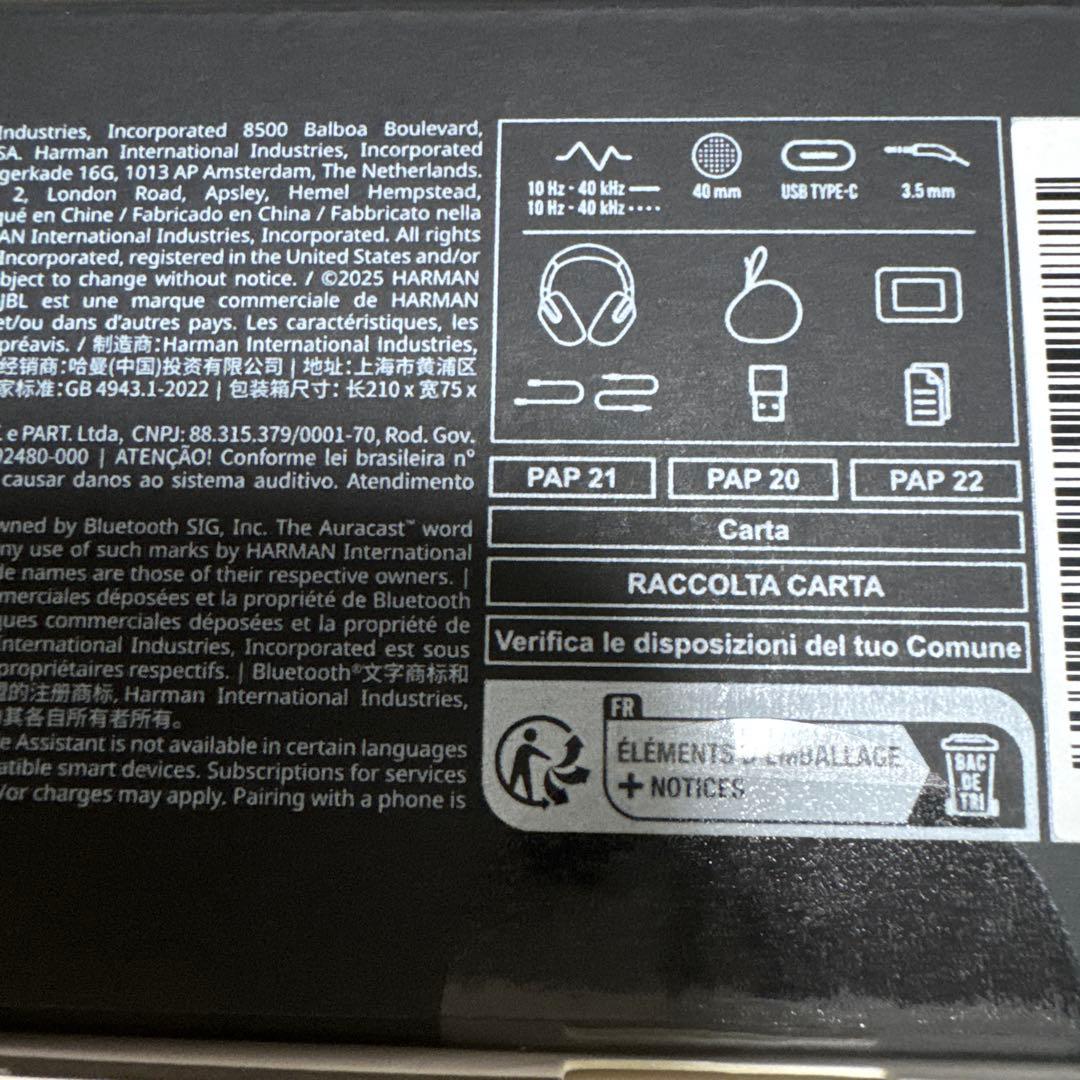 Industries, Incorporated 8500 Balboa Boulevard,
SA. Harman International Industries, Incorporated
gerkade 16G, 1013 AP Amsterdam, The Netherlands.
2, London Road, Apsley, Hemel Hempstead,
qué en Chine / Fabricado en China / Fabbricato nella
AN International Industries, Incorporated. All rights
Incorporated, registered in the United States and/or
bject to change without notice. / ©2025 HARMAN
JBL est une marque commerciale de HARMAN
et/ou dans d'autres pays. Les caractéristiques, les
préavis. / 制造商:Harman International Industries,
经销商:哈曼(中国)投资有限公司 | 地址:上海市黄浦区
家标准:GB 4943.1-2022 | 包装箱尺寸: 长210 x 宽75 x
e PART. Ltda, CNPJ: 88.315.379/0001-70, Rod. Gov.
92480-000 | ATENÇÃO! Conforme lei brasileira nº
causar danos ao sistema auditivo. Atendimento
wned by Bluetooth SIG, Inc. The Auracast™ word
ny use of such marks by HARMAN International
de names are those of their respective owners. |
merciales déposées et la propriété de Bluetooth
ques commerciales déposées et la propriété de
nternational Industries, Incorporated est sous
propriétaires respectifs. | Bluetooth®文字商标和
的注册商标, Harman International Industries,
其各自所有者所有。
e Assistant is not available in certain languages
atible smart devices. Subscriptions for services
/or charges may apply. Pairing with a phone is
10 Hz - 40 kHz
10 Hz - 40 kHz
40 mm
USB TYPE-C
3.5 mm
PAP 21
PAP 20
PAP 22
Carta
RACCOLTA CARTA
Verifica le disposizioni del tuo Comune
FR
ÉLÉMENTS D'EMBALLAGE
+ NOTICES
BAC
DE
TRI